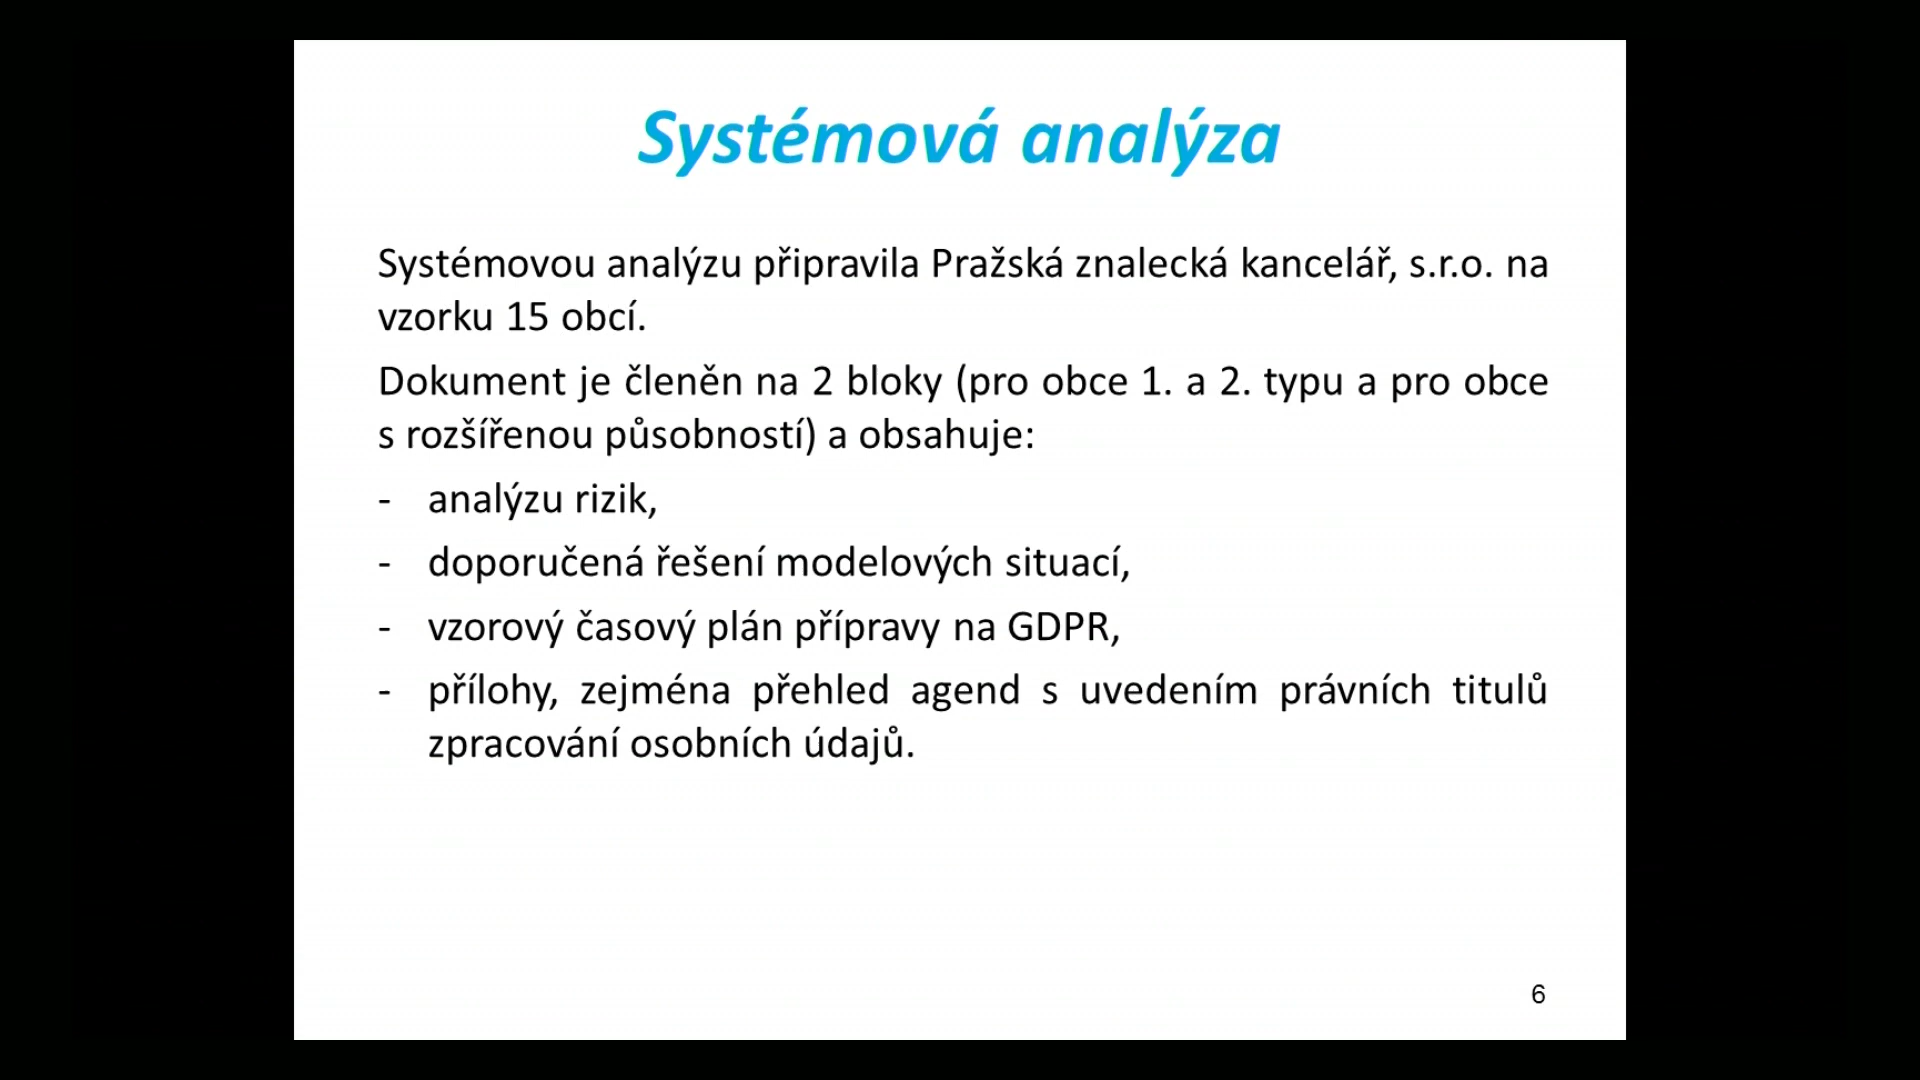 Systémová analýza
Systémovou analýzu připravila Pražská znalecká kancelář, s.r.o. na
vzorku 15 obcí.
Dokument je členěn na 2 bloky (pro obce 1. a 2. typu a pro obce
s rozšířenou působností) a obsahuje:
- analýzu rizik,
- doporučená řešení modelových situací,
- vzorový časový plán přípravy na GDPR,
- přílohy, zejména přehled agend s uvedením právních titulů
zpracování osobních údajů.
6